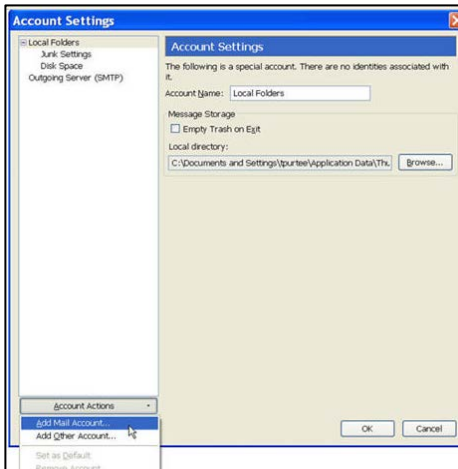 Account Settings
Local Folders
Junk Settings
Disk Space
Outgoing Server (SMTP)
Account Settings
The following is a special account. There are no identities associated with
it.
Account Name: Local Folders
Message Storage
Empty Trash on Exit
Local directory:
C:\Documents and Settings\tpurtee\Application Data\Thu
Browse...
Account Actions
Add Mail Account...
Add Other Account...
Set as Default
Remove Account
OK
Cancel